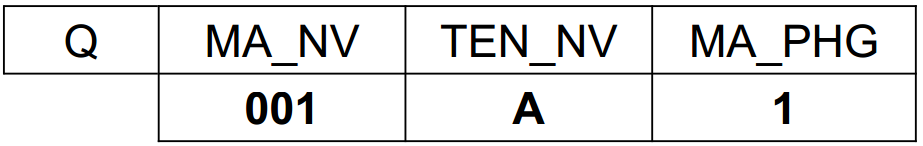 Q MA_NV TEN_NV MA_PHG
001 A 1